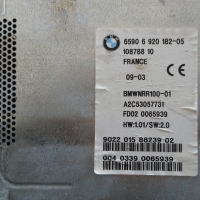 6590 6 920 182-05
108788 10
FRANCE
09-03
CE
BMWNRR100-01
A2C53057731
FD02 0065939
HW:1.01/SW:2.0
9022 015 88239 02
004 0339 0065939